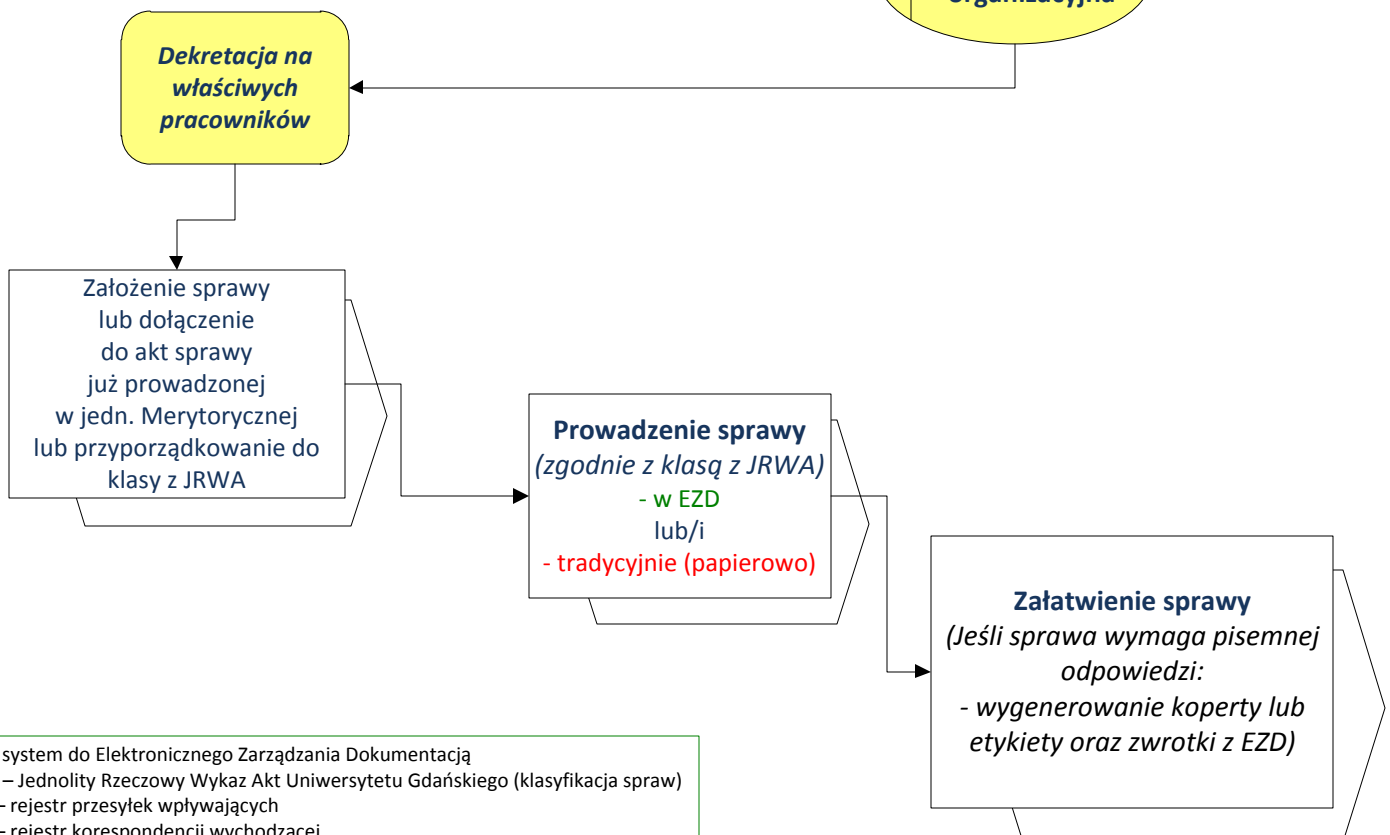 Organizacyjna
Dekretacja na
właściwych
pracowników
Założenie sprawy
lub dołączenie
do akt sprawy
już prowadzonej
w jedn. Merytorycznej
lub przyporządkowanie do
klasy z JRWA
Prowadzenie sprawy
(zgodnie z klasą z JRWA)
- w EZD
lub/i
- tradycyjnie (papierowo)
Załatwienie sprawy
(Jeśli sprawa wymaga pisemnej
odpowiedzi:
- wygenerowanie koperty lub
etykiety oraz zwrotki z EZD)
system do Elektronicznego Zarządzania Dokumentacją
– Jednolity Rzeczowy Wykaz Akt Uniwersytetu Gdańskiego (klasyfikacja spraw)
- rejestr przesyłek wpływających
- rejestr korespondencji wychodzącej